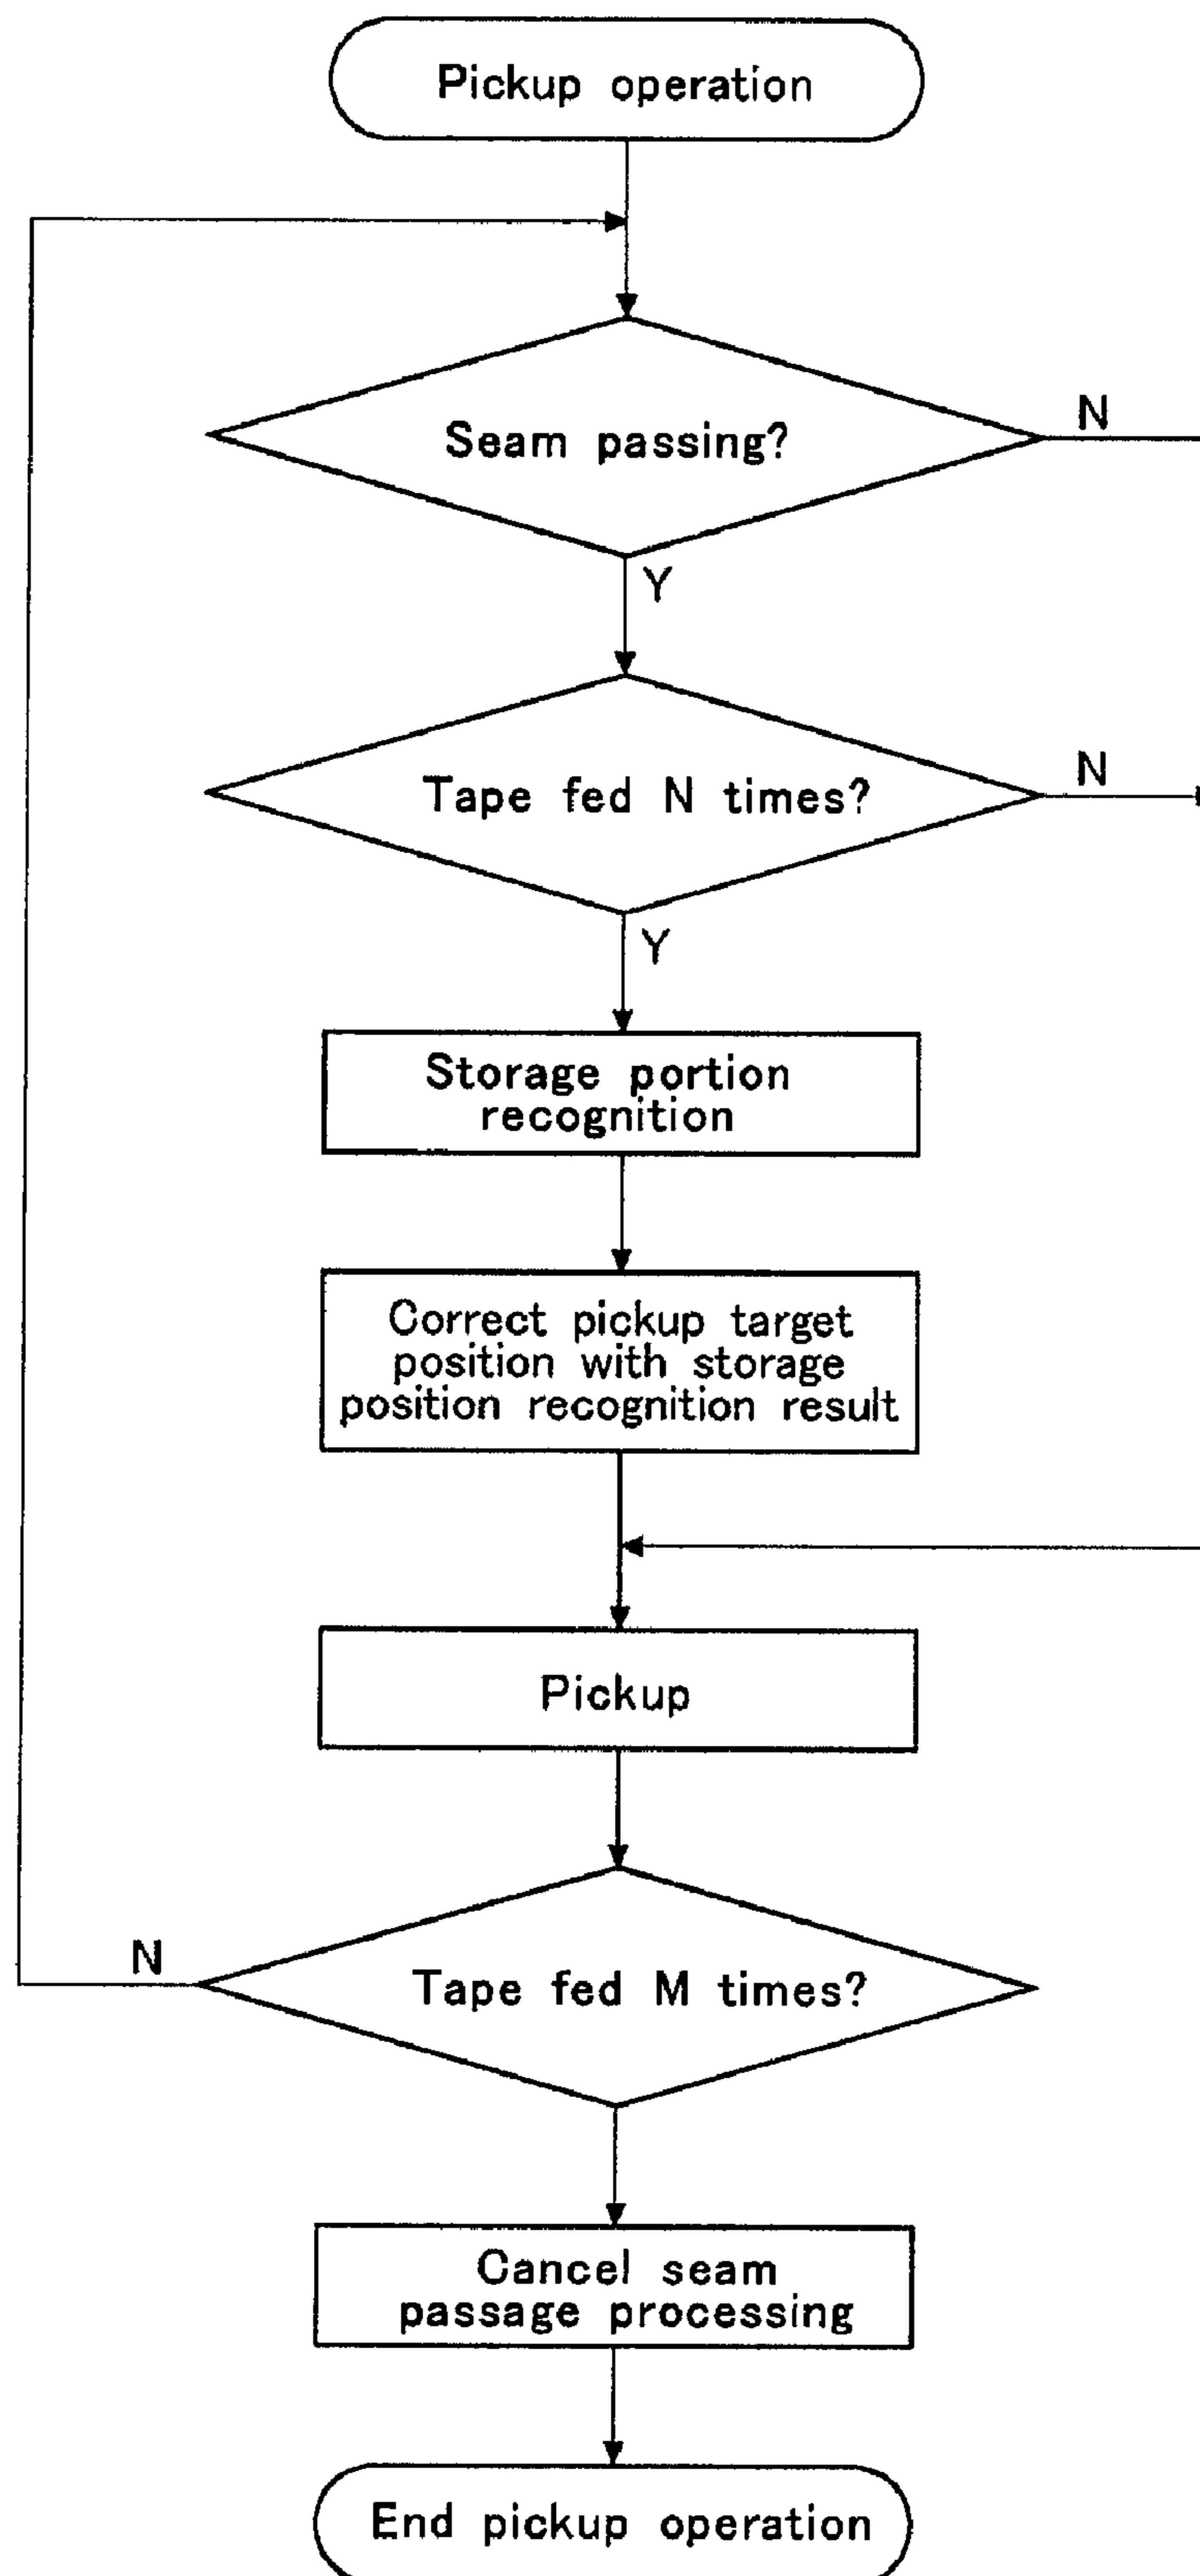 Pickup operation
Seam passing?
N
Y
Tape fed N times?
N
Y
Storage portion
recognition
Correct pickup target
position with storage
position recognition result
Pickup
Tape fed M times?
N
Cancel seam
passage processing
End pickup operation